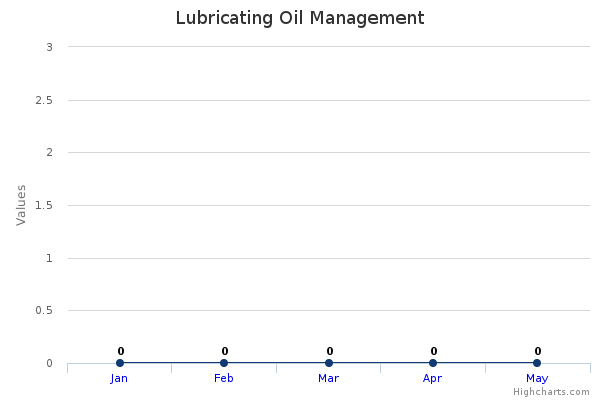 Lubricating Oil Management
3
2.5
2
1.5
1
0.5
0
Values
0 0 0 0 0
Jan Feb Mar Apr May
Highcharts.com